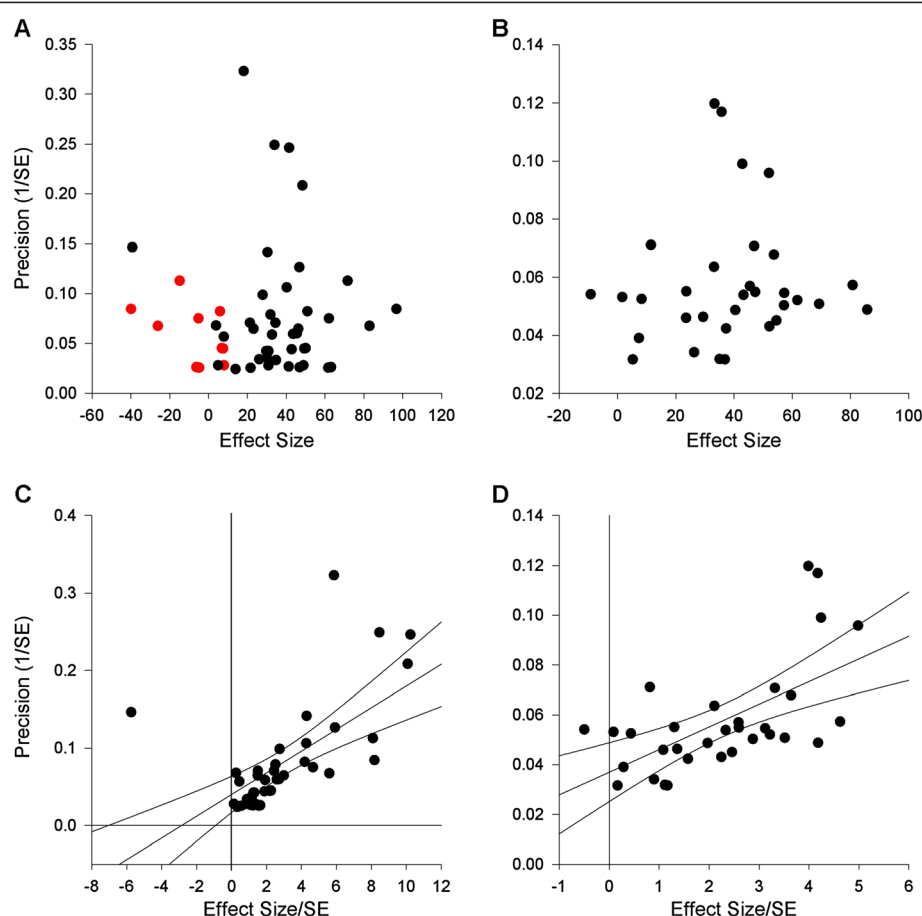 A
B
0.35
0.30
0.25
0.20
0.15
0.10
0.05
0.00
Precision (1/SE)
-60 -40 -20 0 20 40 60 80 100 120
Effect Size
0.14
0.12
0.10
0.08
0.06
0.04
0.02
-20 0 20 40 60 80 100
Effect Size
C
D
0.4
0.3
0.2
0.1
0.0
Precision (1/SE)
-8 -6 -4 -2 0 2 4 6 8 10 12
Effect Size/SE
0.14
0.12
0.10
0.08
0.06
0.04
0.02
0.00
-1 0 1 2 3 4 5 6
Effect Size/SE